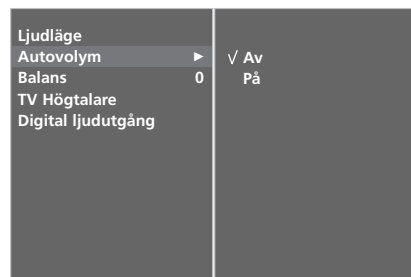 Ljudläge
Autovolym ► √ Av
Balans 0 På
TV Högtalare
Digital ljudutgång